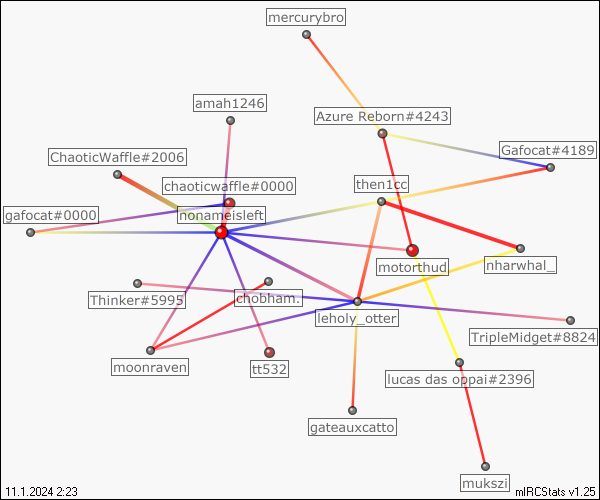 mercurybro
amah1246
Azure Reborn#4243
ChaoticWaffle#2006
Gafocat#4189
chaoticwaffle#0000
then1cc
gafocat#0000
nonameisleft
motorthud
nharwhal_
Thinker#5995
chobham.
leholy_otter
TripleMidget#8824
moonraven
tt532
lucas das oppai#2396
gateauxcatto
mukszi
11.1.2024 2:23
mIRCStats v1.25